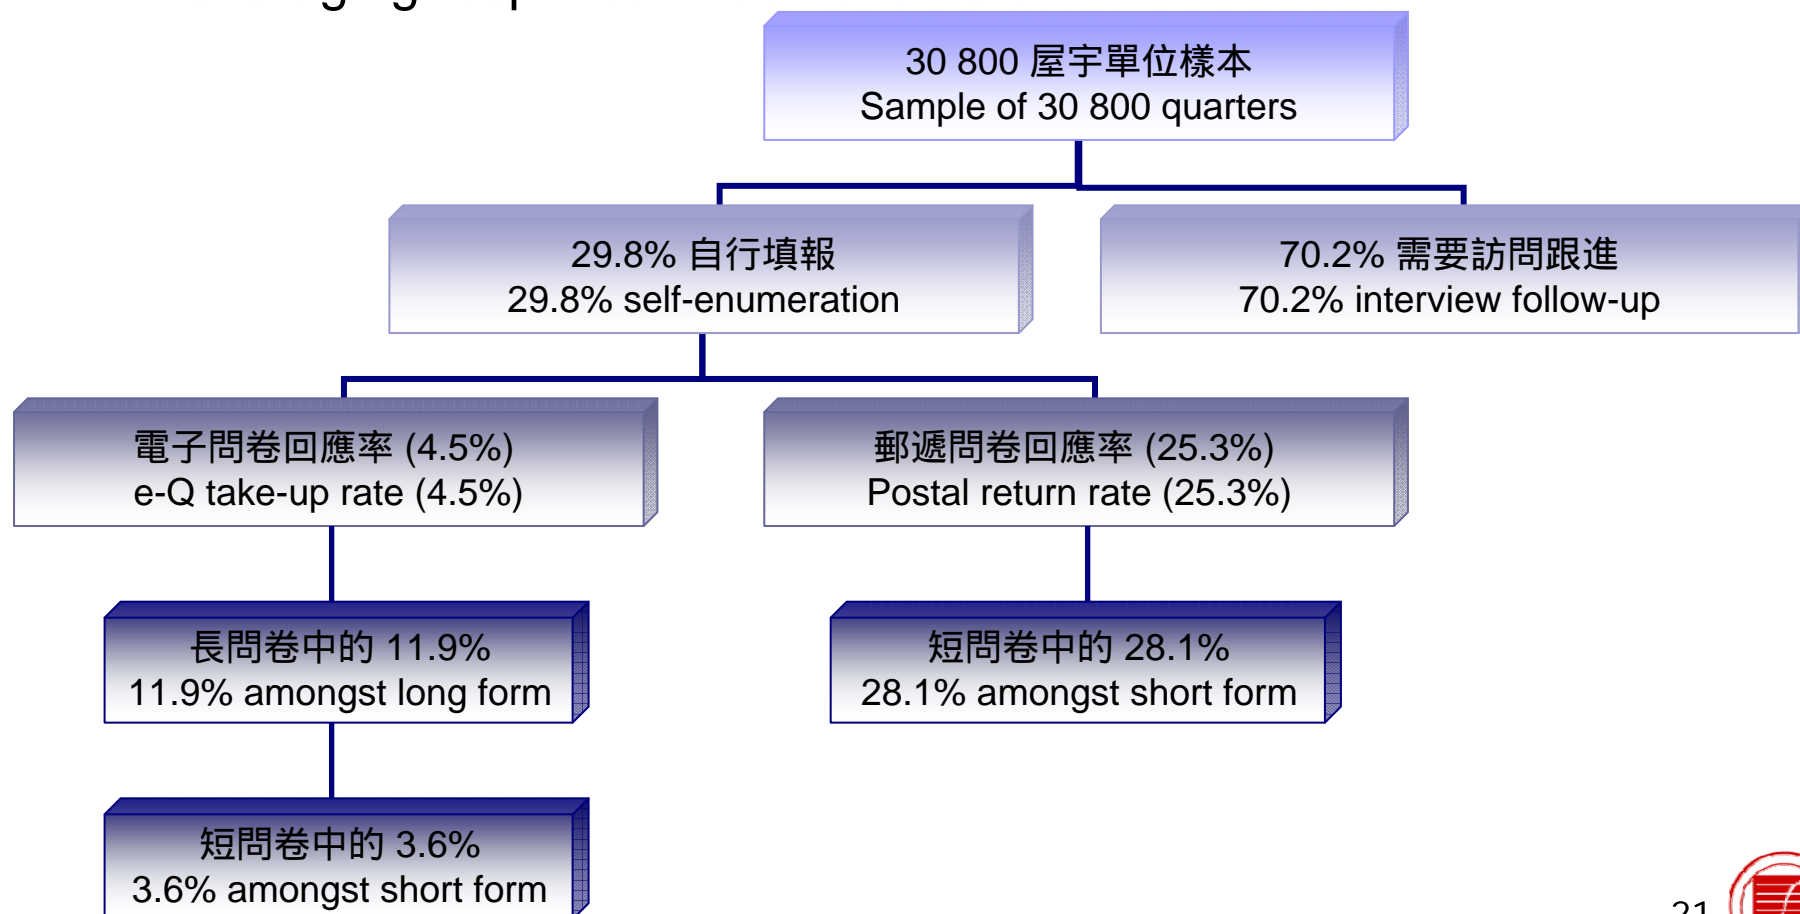 30 800 屋宇單位樣本
Sample of 30 800 quarters
29.8% 自行填報
29.8% self-enumeration
70.2% 需要訪問跟進
70.2% interview follow-up
電子問卷回應率 (4.5%)
e-Q take-up rate (4.5%)
郵遞問卷回應率 (25.3%)
Postal return rate (25.3%)
長問卷中的 11.9%
11.9% amongst long form
短問卷中的 28.1%
28.1% amongst short form
短問卷中的 3.6%
3.6% amongst short form
21